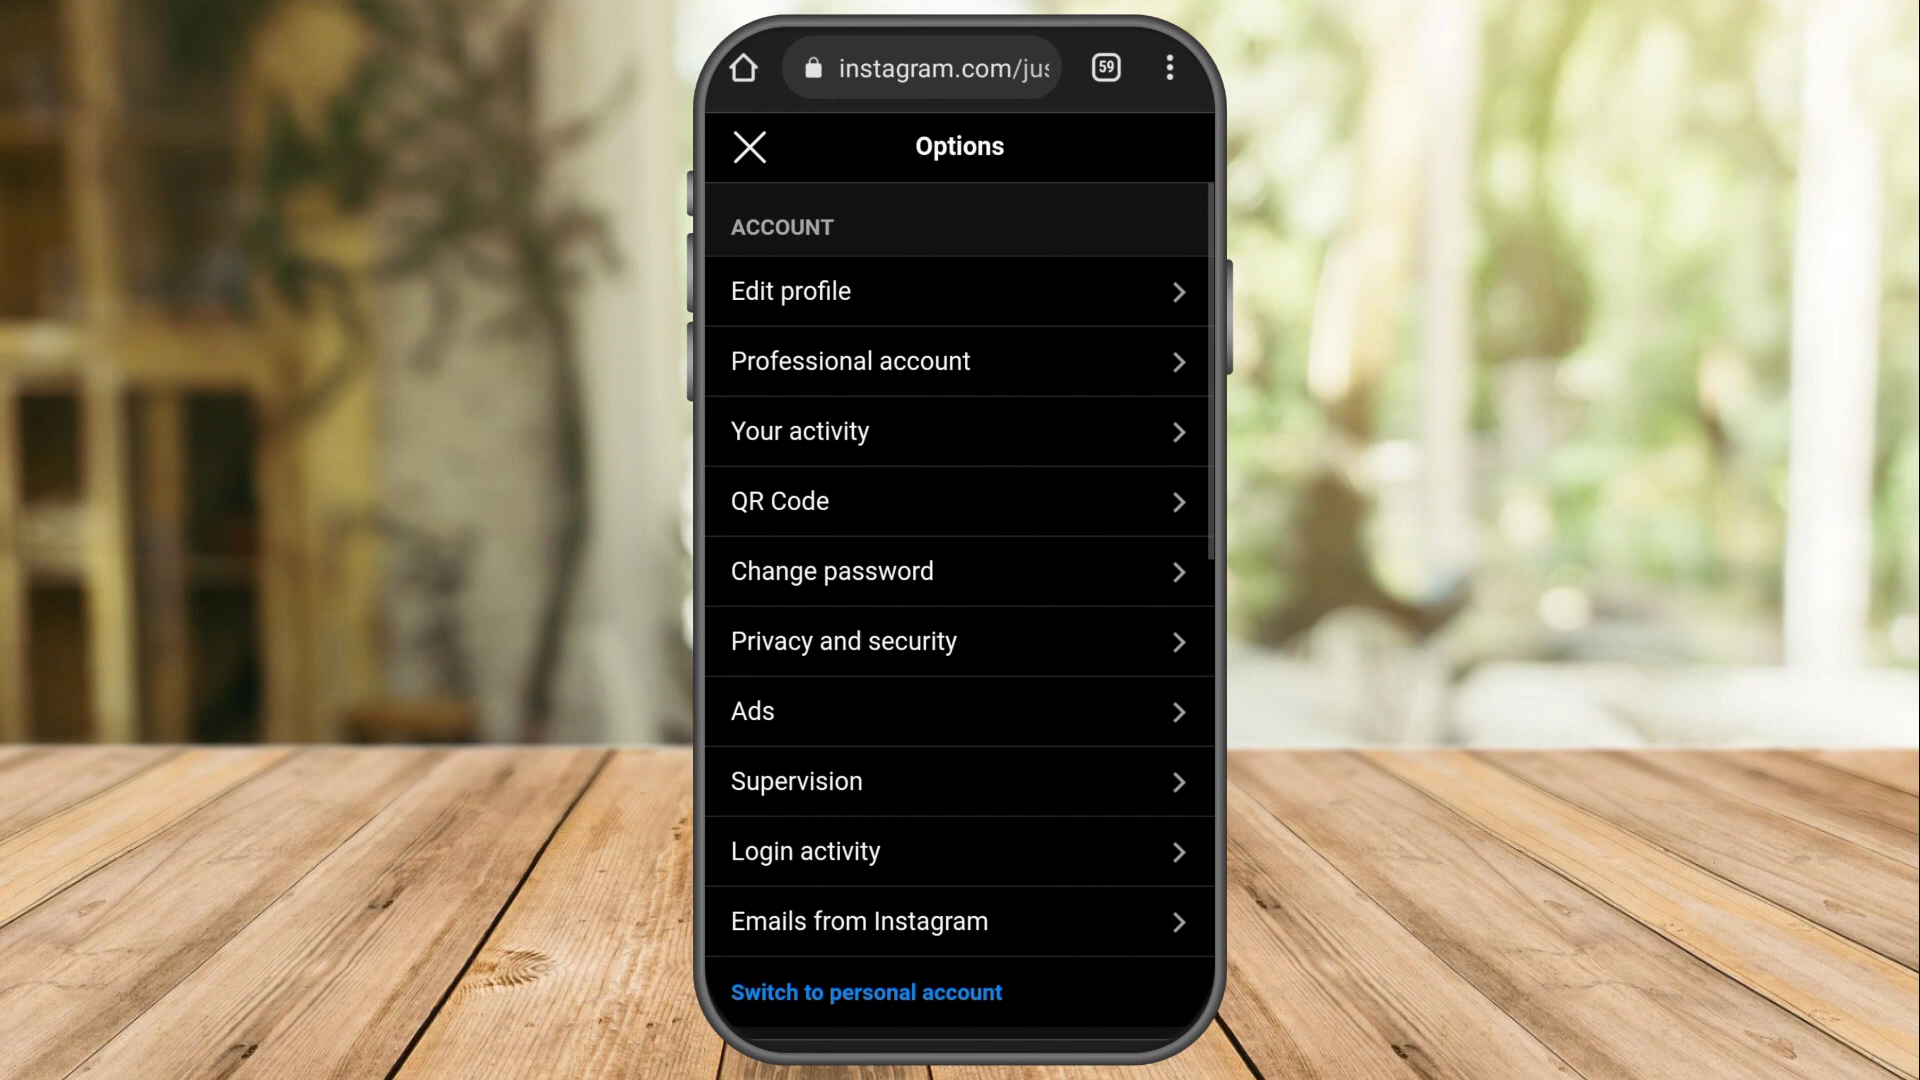 instagram.com/jus
59
Options
ACCOUNT
Edit profile
Professional account
Your activity
QR Code
Change password
Privacy and security
Ads
Supervision
Login activity
Emails from Instagram
Switch to personal account